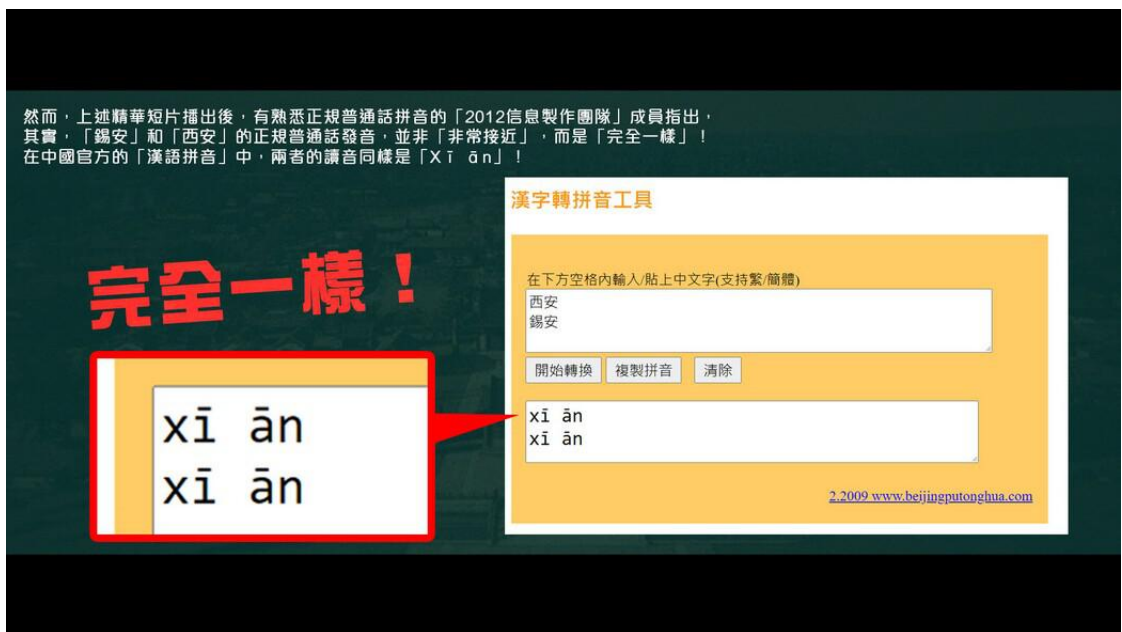 然而，上述精華短片播出後，有熟悉正規普通話拼音的「2012信息製作團隊」成員指出，
其實，「錫安」和「西安」的正規普通話發音，並非「非常接近」，而是「完全一樣」！
在中國官方的「漢語拼音」中，兩者的讀音同樣是「Xī ān」！
漢字轉拼音工具
完全一樣！
在下方空格內輸入/貼上中文字(支持繁/簡體)
西安
錫安
開始轉換 複製拼音 清除
xī ān
xī ān
xī ān
xī ān
2.2009 www.beijingputonghua.com